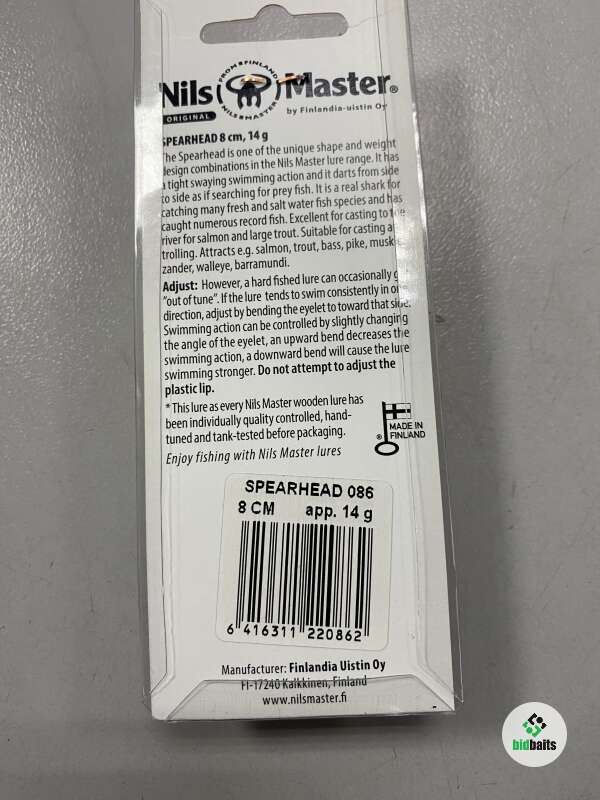 FROM FINLAND
Nils Master®
NILS MASTER
ORIGINAL
by Finlandia-uistin Oy
SPEARHEAD 8 cm, 14 g
The Spearhead is one of the unique shape and weight
design combinations in the Nils Master lure range. It has
a tight swaying swimming action and it darts from side
to side as if searching for prey fish. It is a real shark for
catching many fresh and salt water fish species and has
caught numerous record fish. Excellent for casting to the
river for salmon and large trout. Suitable for casting a
trolling. Attracts e.g. salmon, trout, bass, pike, musk
zander, walleye, barramundi.
Adjust: However, a hard fished lure can occasionally g
"out of tune". If the lure tends to swim consistently in on
direction, adjust by bending the eyelet to toward that side.
Swimming action can be controlled by slightly changing
the angle of the eyelet, an upward bend decreases the
swimming action, a downward bend will cause the lure
swimming stronger. Do not attempt to adjust the
plastic lip.
* This lure as every Nils Master wooden lure has
been individually quality controlled, hand-
tuned and tank-tested before packaging.
Enjoy fishing with Nils Master lures
® MADE IN
FINLAND
SPEARHEAD 086
8 CM app. 14 g
6 416311 220862
Manufacturer: Finlandia Uistin Oy
FI-17240 Kalkkinen, Finland
www.nilsmaster.fi
bidbaits